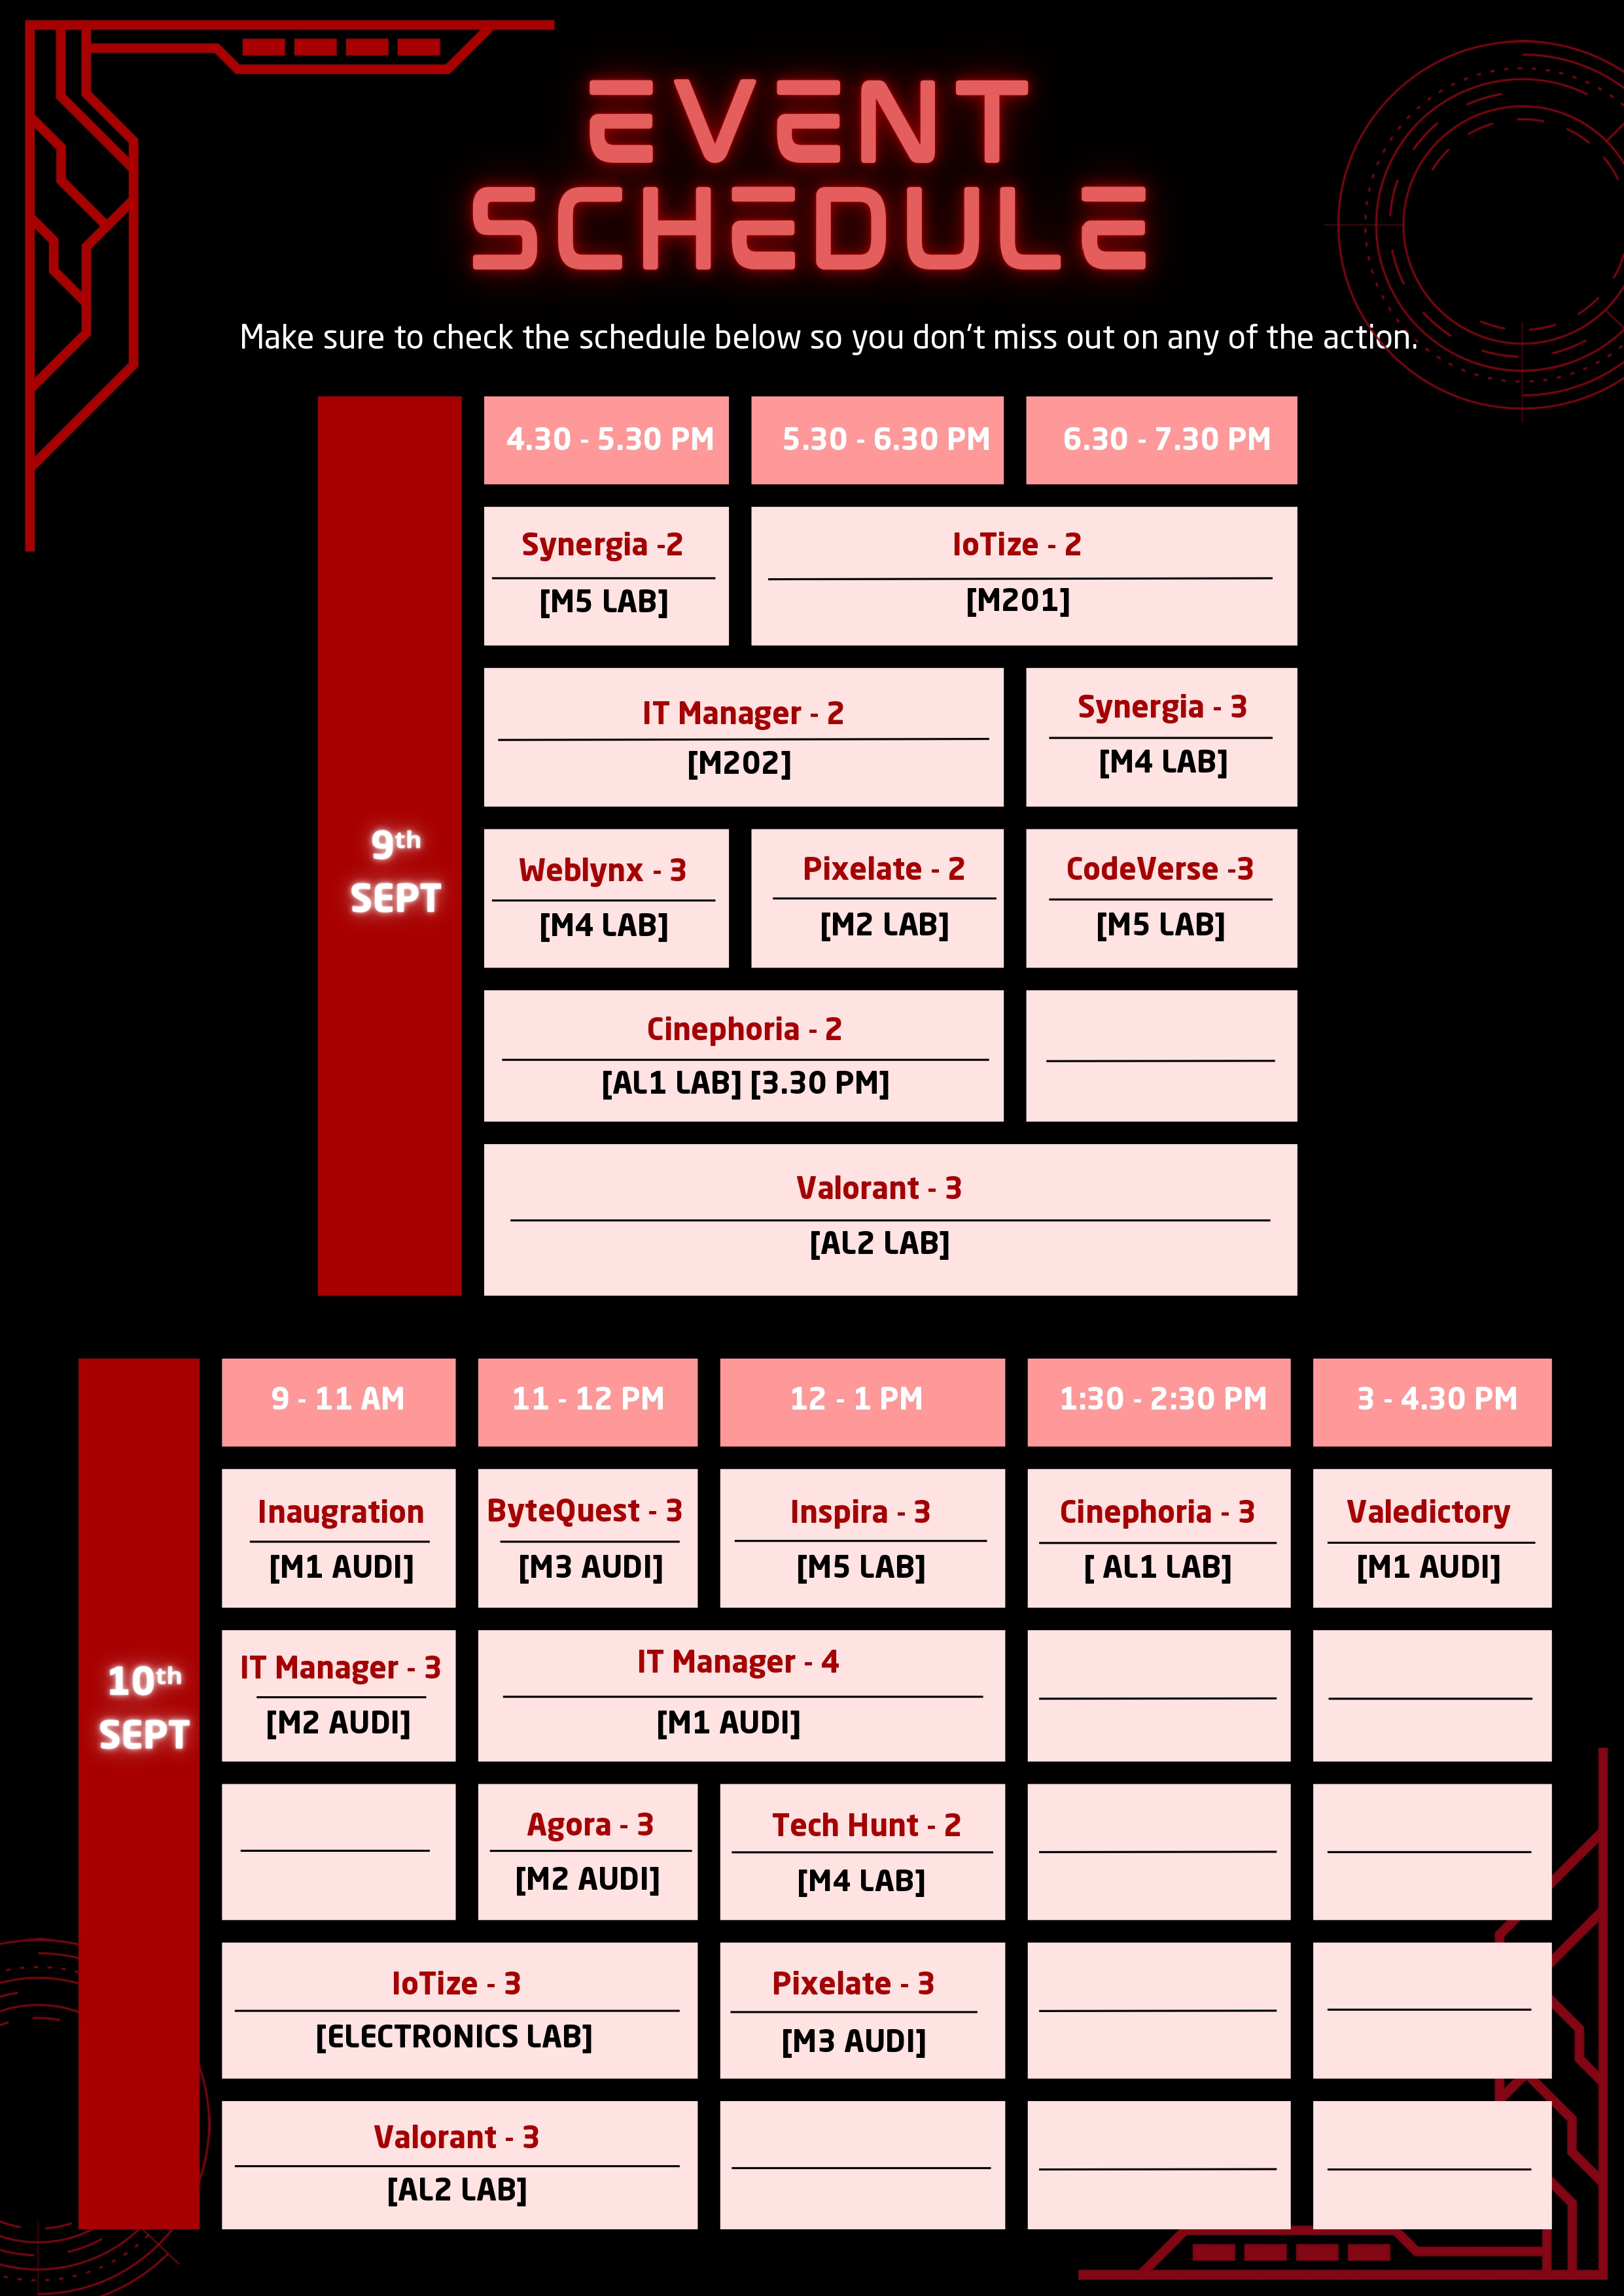 EVENT
SCHEDULE
Make sure to check the schedule below so you don't miss out on any of the action.
4.30 - 5.30 PM
5.30 - 6.30 PM
6.30 - 7.30 PM
Synergia -2
[M5 LAB]
IoTize - 2
[M201]
IT Manager - 2
[M202]
Synergia - 3
[M4 LAB]
9th
SEPT
Weblynx - 3
[M4 LAB]
Pixelate - 2
[M2 LAB]
CodeVerse -3
[M5 LAB]
Cinephoria - 2
[AL1 LAB] [3.30 PM]
Valorant - 3
[AL2 LAB]
9 - 11 AM
11 - 12 PM
12 - 1 PM
1:30 - 2:30 PM
3 - 4.30 PM
Inaugration
[M1 AUDI]
ByteQuest - 3
[M3 AUDI]
Inspira - 3
[M5 LAB]
Cinephoria - 3
[ AL1 LAB]
Valedictory
[M1 AUDI]
10th
SEPT
IT Manager - 3
[M2 AUDI]
IT Manager - 4
[M1 AUDI]
Agora - 3
[M2 AUDI]
Tech Hunt - 2
[M4 LAB]
IoTize - 3
[ELECTRONICS LAB]
Pixelate - 3
[M3 AUDI]
Valorant - 3
[AL2 LAB]